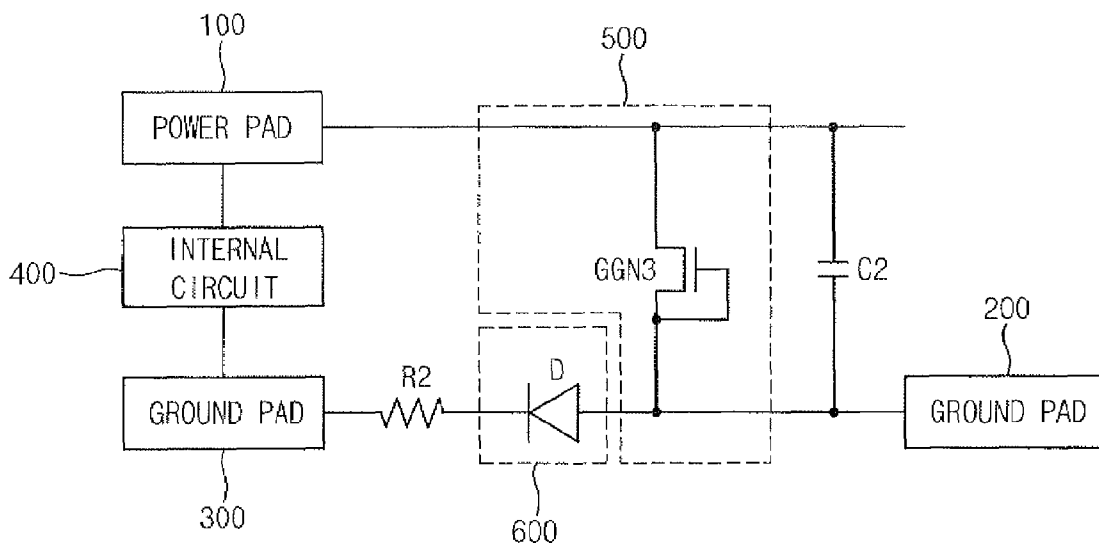 100
500
POWER PAD
INTERNAL
CIRCUIT
400
GGN3
C2
200
R2
D
GROUND PAD
GROUND PAD
300
600